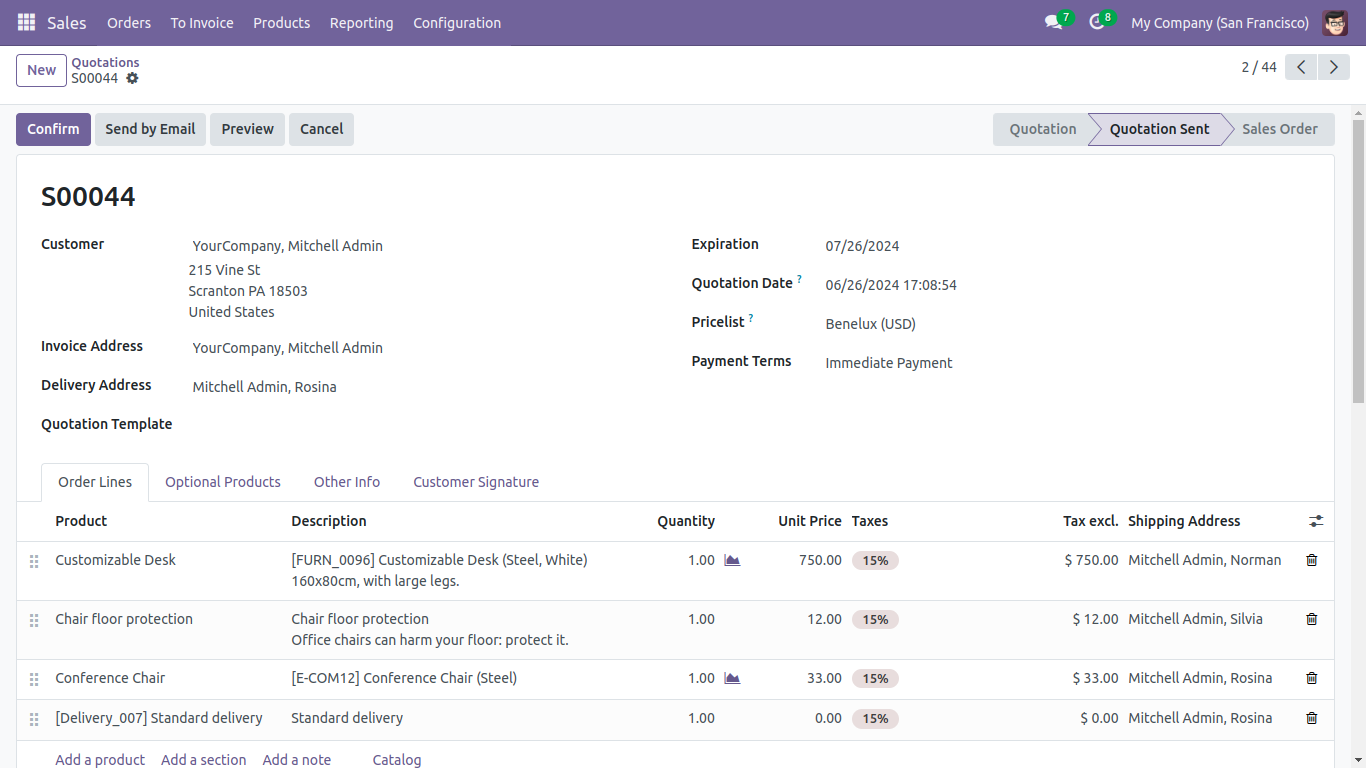 Sales Orders To Invoice Products Reporting Configuration 7 8 My Company (San Francisco)
New Quotations 2 / 44
S00044
Confirm Send by Email Preview Cancel Quotation Quotation Sent Sales Order
S00044
Customer YourCompany, Mitchell Admin
215 Vine St
Scranton PA 18503
United States
Invoice Address YourCompany, Mitchell Admin
Delivery Address Mitchell Admin, Rosina
Quotation Template
Expiration 07/26/2024
Quotation Date ? 06/26/2024 17:08:54
Pricelist ? Benelux (USD)
Payment Terms Immediate Payment
Order Lines Optional Products Other Info Customer Signature
Product Description Quantity Unit Price Taxes Tax excl. Shipping Address
Customizable Desk [FURN_0096] Customizable Desk (Steel, White) 1.00 750.00 15% $ 750.00 Mitchell Admin, Norman
160x80cm, with large legs.
Chair floor protection Chair floor protection 1.00 12.00 15% $ 12.00 Mitchell Admin, Silvia
Office chairs can harm your floor: protect it.
Conference Chair [E-COM12] Conference Chair (Steel) 1.00 33.00 15% $ 33.00 Mitchell Admin, Rosina
[Delivery_007] Standard delivery Standard delivery 1.00 0.00 15% $ 0.00 Mitchell Admin, Rosina
Add a product Add a section Add a note Catalog